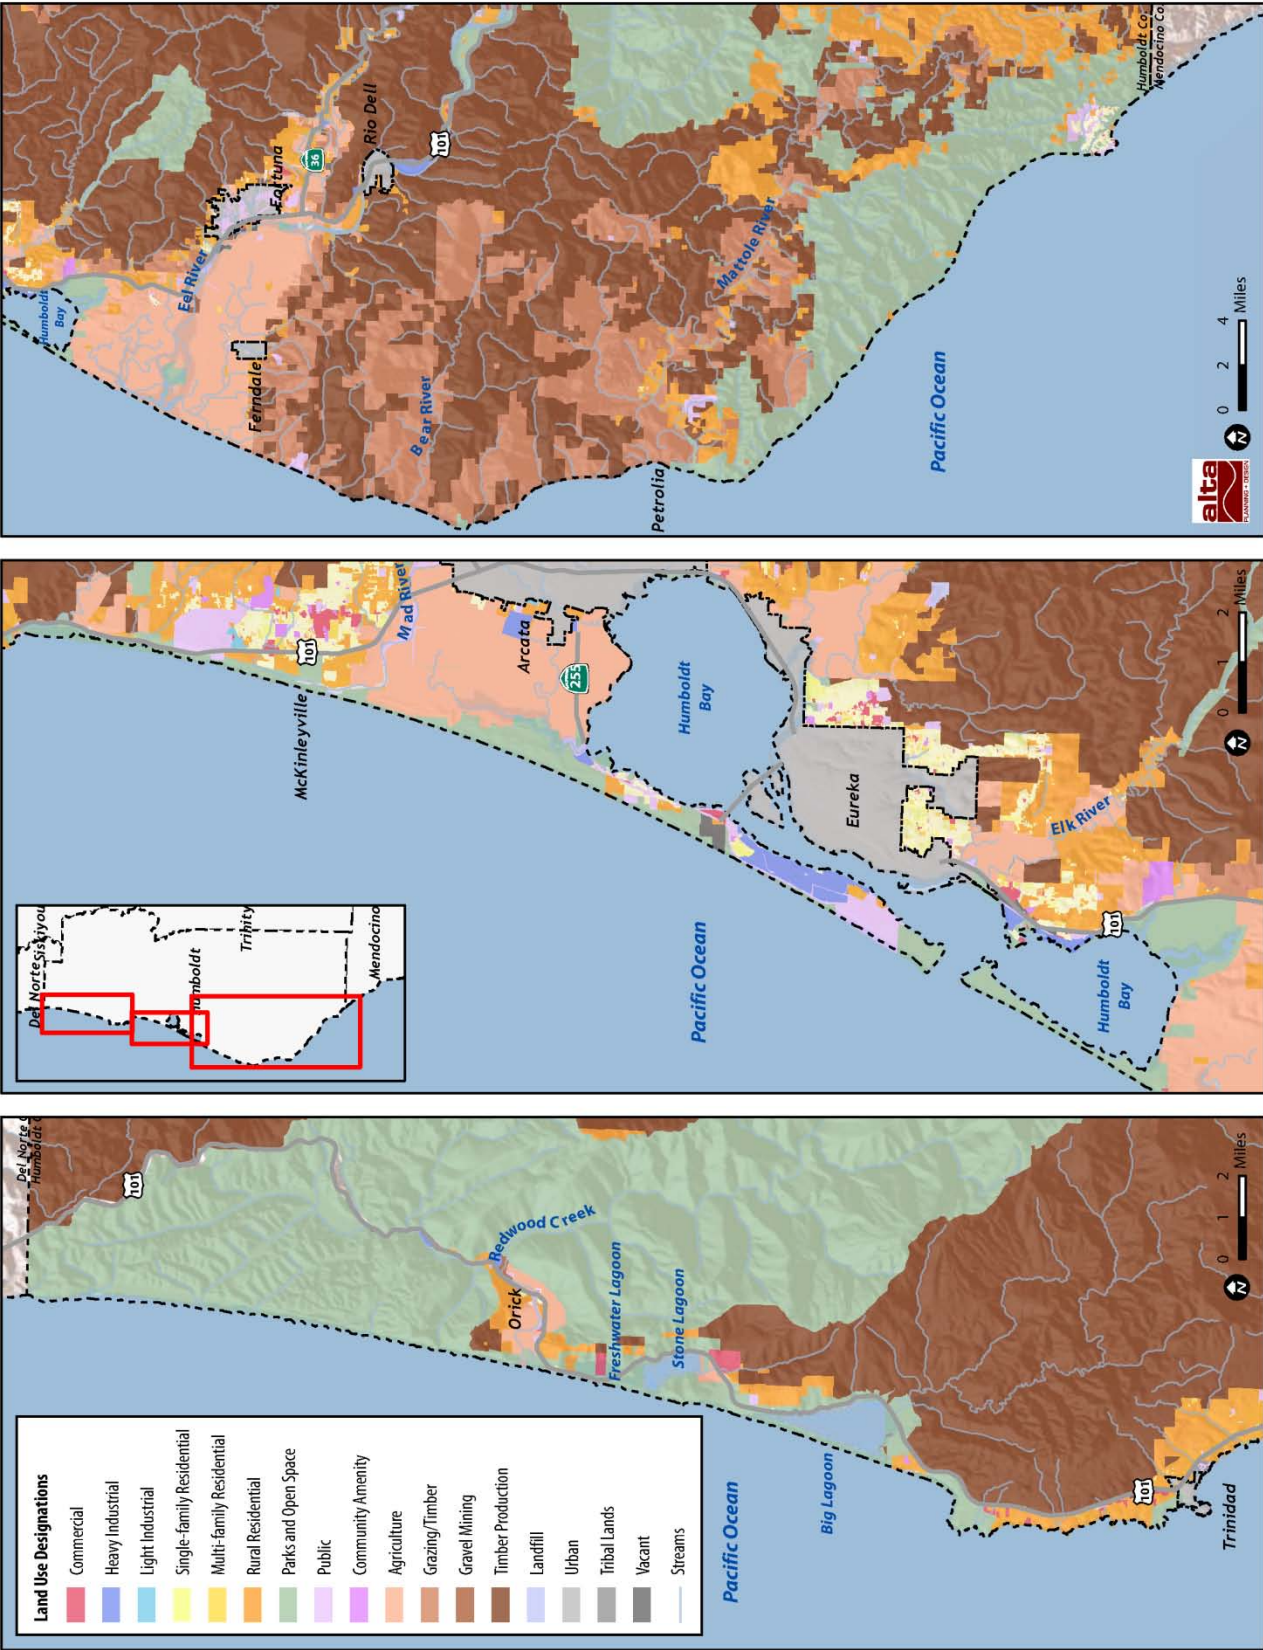 Land Use Designations
Commercial
Heavy Industrial
Light Industrial
Single-family Residential
Multi-family Residential
Rural Residential
Parks and Open Space
Public
Community Amenity
Agriculture
Grazing/Timber
Gravel Mining
Timber Production
Landfill
Urban
Tribal Lands
Vacant
Streams
Del Norte C
Humboldt C
101
Redwood Creek
Orick
Freshwater Lagoon
Stone Lagoon
Big Lagoon
Pacific Ocean
101
Trinidad
N
0 1 2
Miles
Del Norte
Siskiyou
Humboldt
Trinity
Mendocino
McKinleyville
101
Mad River
Arcata
255
Humboldt
Bay
Eureka
Elk River
Pacific Ocean
101
Humboldt
Bay
N
0 1 2
Miles
Humboldt
Bay
Eel River
Fortuna
36
Rio Dell
101
Ferndale
Bear River
Mattole River
Petrolia
Pacific Ocean
Humboldt Co.
Mendocino Co.
alta
PLANNING + DESIGN
N
0 2 4
Miles